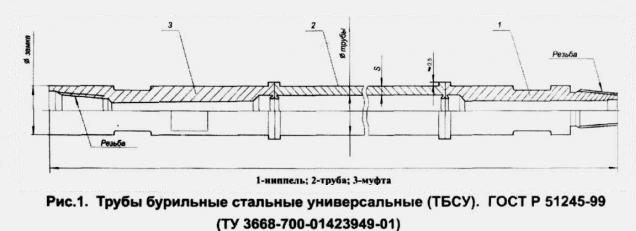 3
2
1
Ø замка
Ø трубы
S
Резьба
Резьба
1-ниппель; 2-труба; 3-муфта
Рис.1. Трубы бурильные стальные универсальные (ТБСУ). ГОСТ Р 51245-99
(ТУ 3668-700-01423949-01)